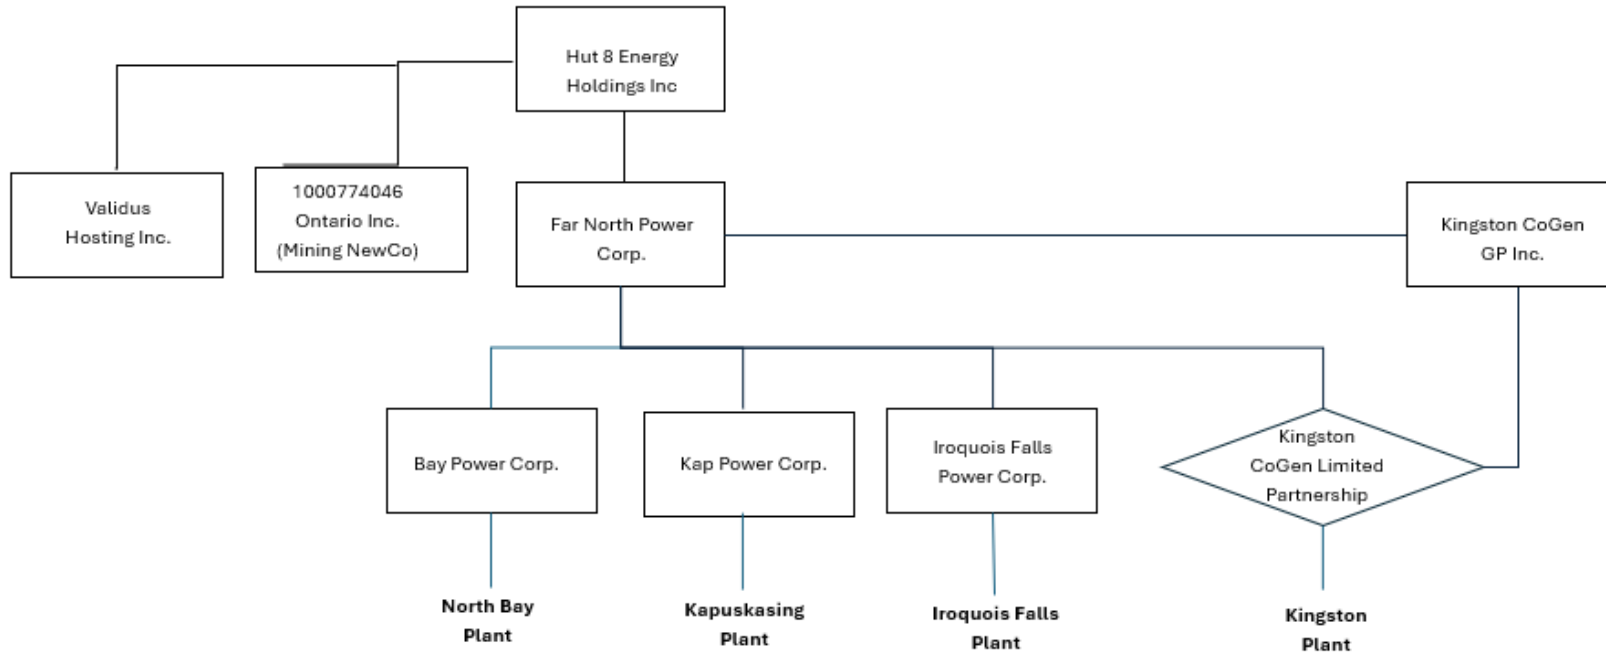 Hut 8 Energy
Holdings Inc
Validus
Hosting Inc.
1000774046
Ontario Inc.
(Mining NewCo)
Far North Power
Corp.
Kingston CoGen
GP Inc.
Bay Power Corp.
Kap Power Corp.
Iroquois Falls
Power Corp.
Kingston
CoGen Limited
Partnership
North Bay
Plant
Kapuskasing
Plant
Iroquois Falls
Plant
Kingston
Plant